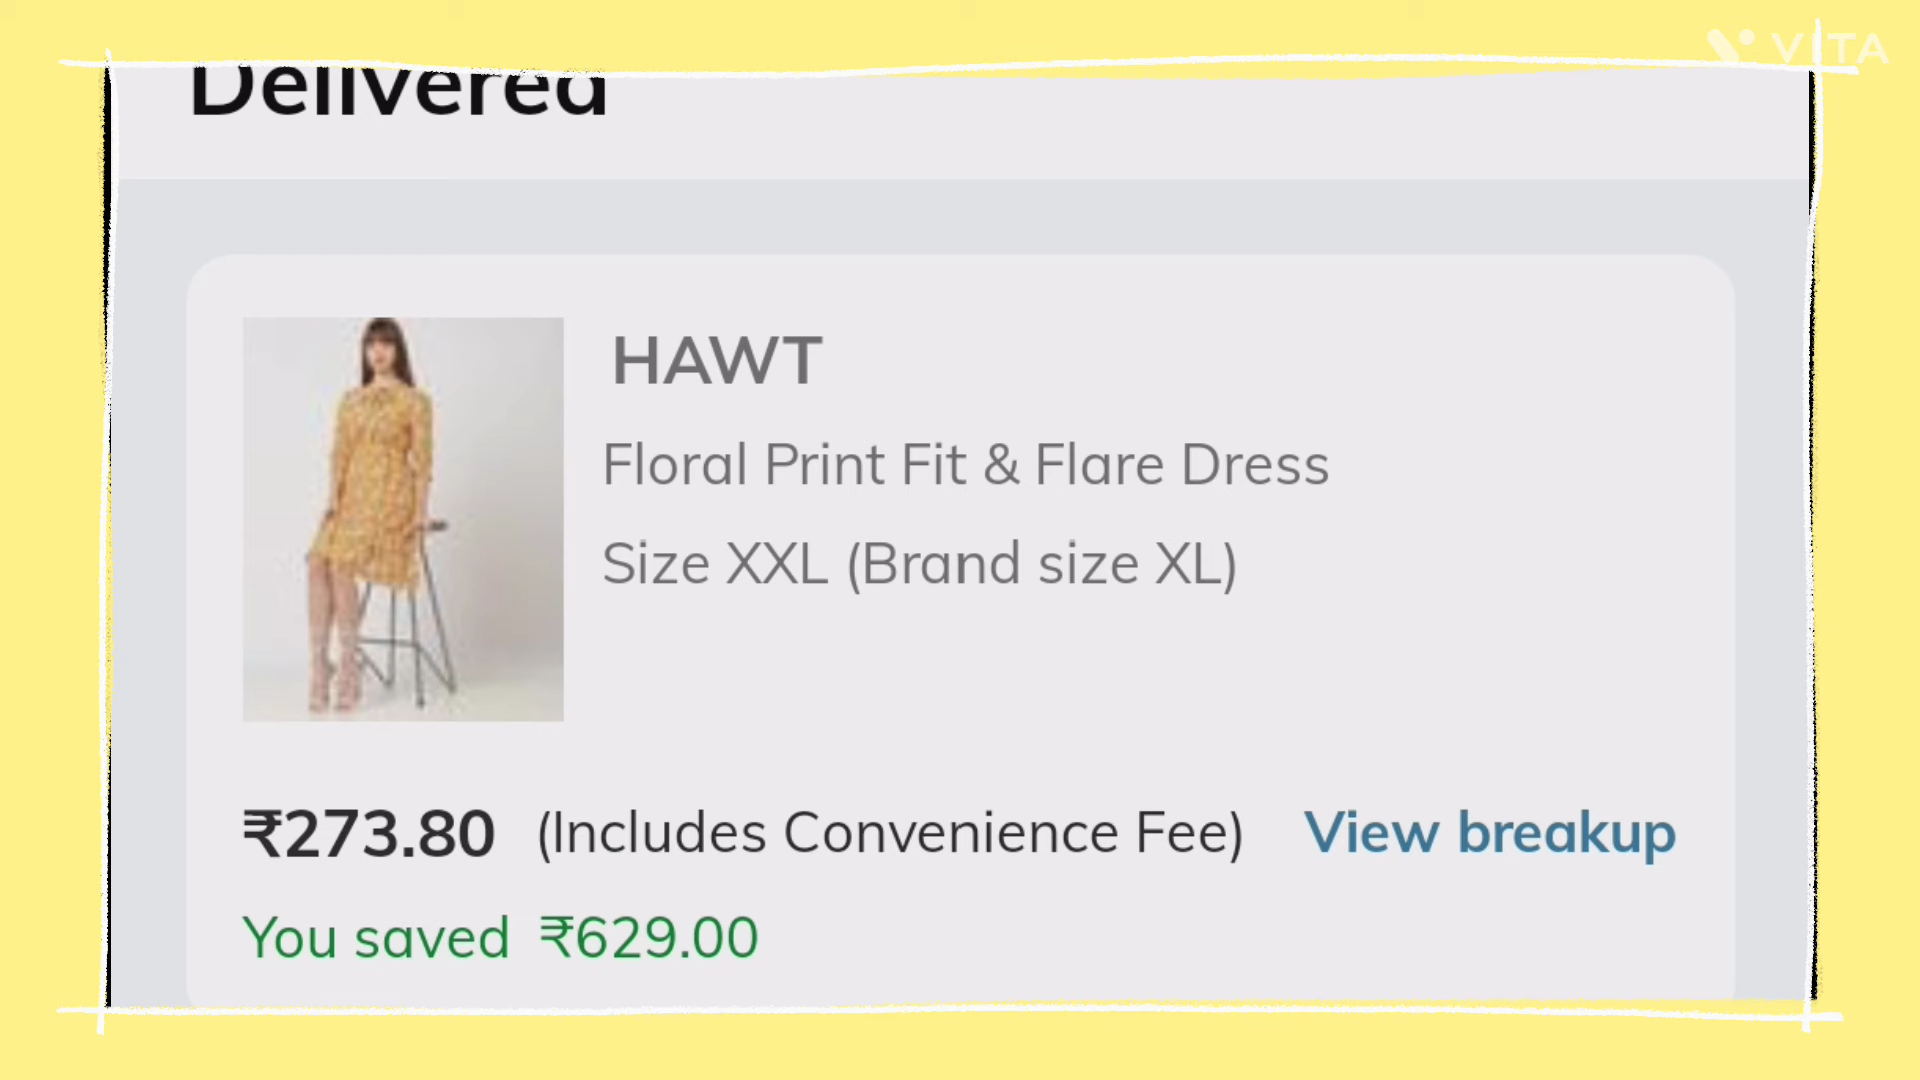 VITA
Delivered
HAWT
Floral Print Fit & Flare Dress
Size XXL (Brand size XL)
₹273.80 (Includes Convenience Fee) View breakup
You saved ₹629.00